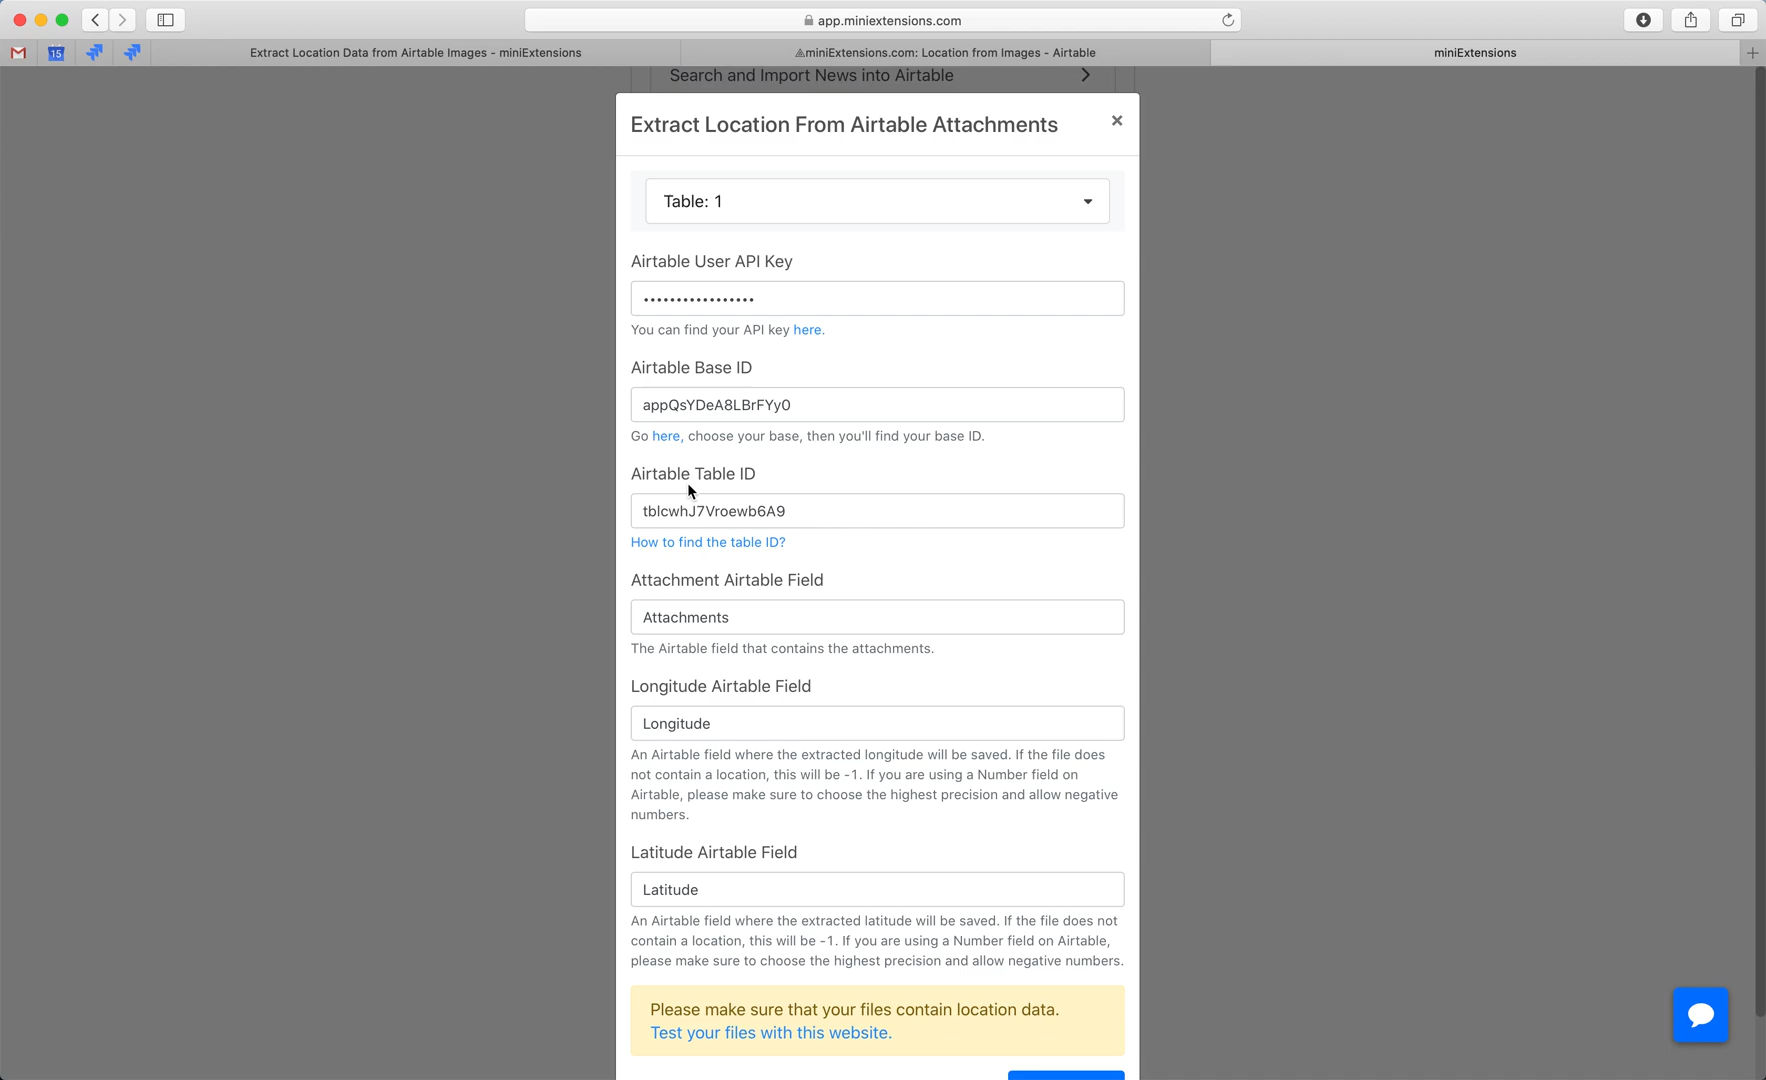 app.miniextensions.com
15
Extract Location Data from Airtable Images - miniExtensions
miniExtensions.com: Location from Images - Airtable
miniExtensions
Search and Import News into Airtable
Extract Location From Airtable Attachments
Table: 1
Airtable User API Key
•••••••••••••••••
You can find your API key here.
Airtable Base ID
appQsYDeA8LBrFYy0
Go here, choose your base, then you'll find your base ID.
Airtable Table ID
tblcwhJ7Vroewb6A9
How to find the table ID?
Attachment Airtable Field
Attachments
The Airtable field that contains the attachments.
Longitude Airtable Field
Longitude
An Airtable field where the extracted longitude will be saved. If the file does
not contain a location, this will be -1. If you are using a Number field on
Airtable, please make sure to choose the highest precision and allow negative
numbers.
Latitude Airtable Field
Latitude
An Airtable field where the extracted latitude will be saved. If the file does not
contain a location, this will be -1. If you are using a Number field on Airtable,
please make sure to choose the highest precision and allow negative numbers.
Please make sure that your files contain location data.
Test your files with this website.